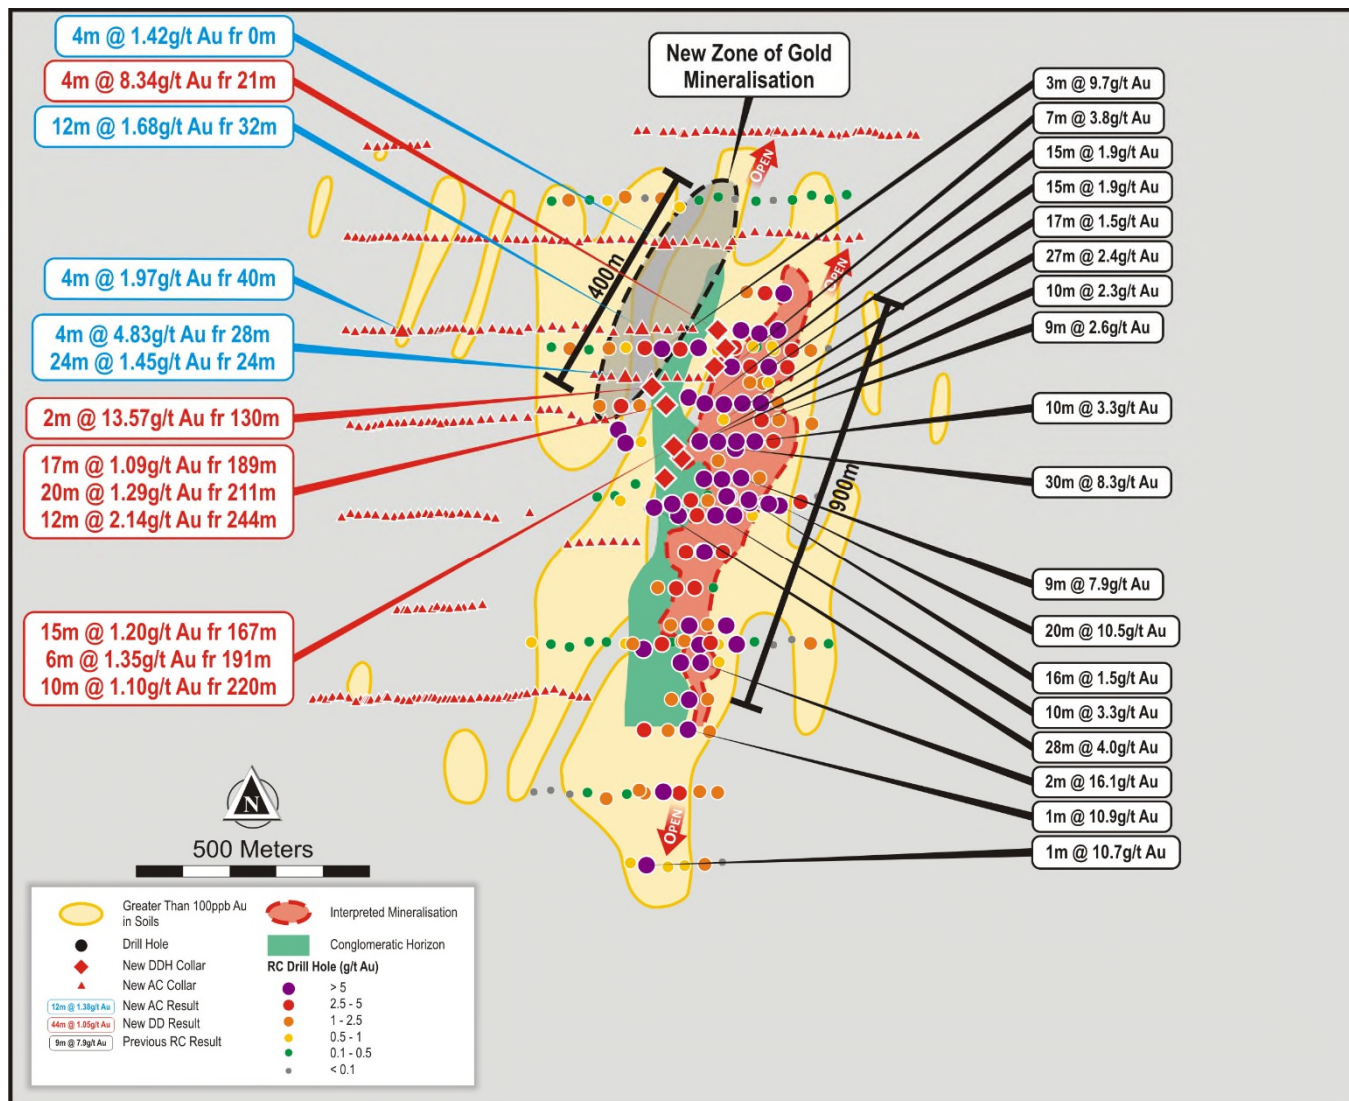 4m @ 1.42g/t Au fr 0m
4m @ 8.34g/t Au fr 21m
12m @ 1.68g/t Au fr 32m
4m @ 1.97g/t Au fr 40m
4m @ 4.83g/t Au fr 28m
24m @ 1.45g/t Au fr 24m
2m @ 13.57g/t Au fr 130m
17m @ 1.09g/t Au fr 189m
20m @ 1.29g/t Au fr 211m
12m @ 2.14g/t Au fr 244m
15m @ 1.20g/t Au fr 167m
6m @ 1.35g/t Au fr 191m
10m @ 1.10g/t Au fr 220m
New Zone of Gold
Mineralisation
OPEN
OPEN
400m
900m
OPEN
3m @ 9.7g/t Au
7m @ 3.8g/t Au
15m @ 1.9g/t Au
15m @ 1.9g/t Au
17m @ 1.5g/t Au
27m @ 2.4g/t Au
10m @ 2.3g/t Au
9m @ 2.6g/t Au
10m @ 3.3g/t Au
30m @ 8.3g/t Au
9m @ 7.9g/t Au
20m @ 10.5g/t Au
16m @ 1.5g/t Au
10m @ 3.3g/t Au
28m @ 4.0g/t Au
2m @ 16.1g/t Au
1m @ 10.9g/t Au
1m @ 10.7g/t Au
N
500 Meters
Greater Than 100ppb Au
in Soils
Drill Hole
New DDH Collar
New AC Collar
12m @ 1.38g/t Au New AC Result
44m @ 1.05g/t Au New DD Result
9m @ 7.9g/t Au Previous RC Result
Interpreted Mineralisation
Conglomeratic Horizon
RC Drill Hole (g/t Au)
> 5
2.5 - 5
1 - 2.5
0.5 - 1
0.1 - 0.5
< 0.1